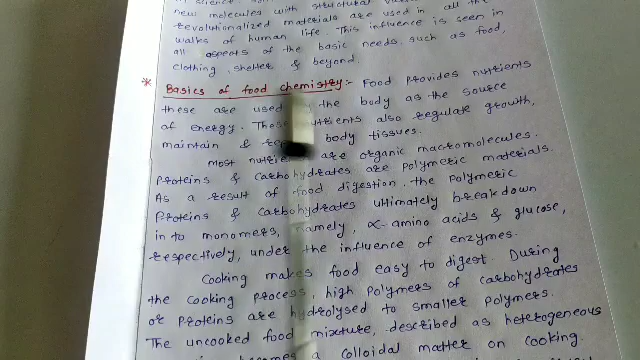 new molecules with structural
revolutionalized materials are used in all the
walks of human life. This influence is seen in
all aspects of the basic needs, such as food,
clothing, shelter & beyond.
* Basics of food chemistry:- Food provides nutrients
these are used by the body as the source
of energy. These nutrients also regulate growth,
maintain & body tissues.
most nutrients are organic macromolecules.
Proteins & carbohydrates are polymeric materials.
As a result of food digestion, the polymeric
Proteins & carbohydrates ultimately breakdown
in to monomers, namely, α-amino acids & glucose,
respectively, under the influence of enzymes.
Cooking makes food easy to digest. During
the cooking process, high polymers of carbohydrates
or proteins are hydrolysed to smaller polymers.
The uncooked food mixture, described as heterogeneous
becomes a colloidal matter on cooking.